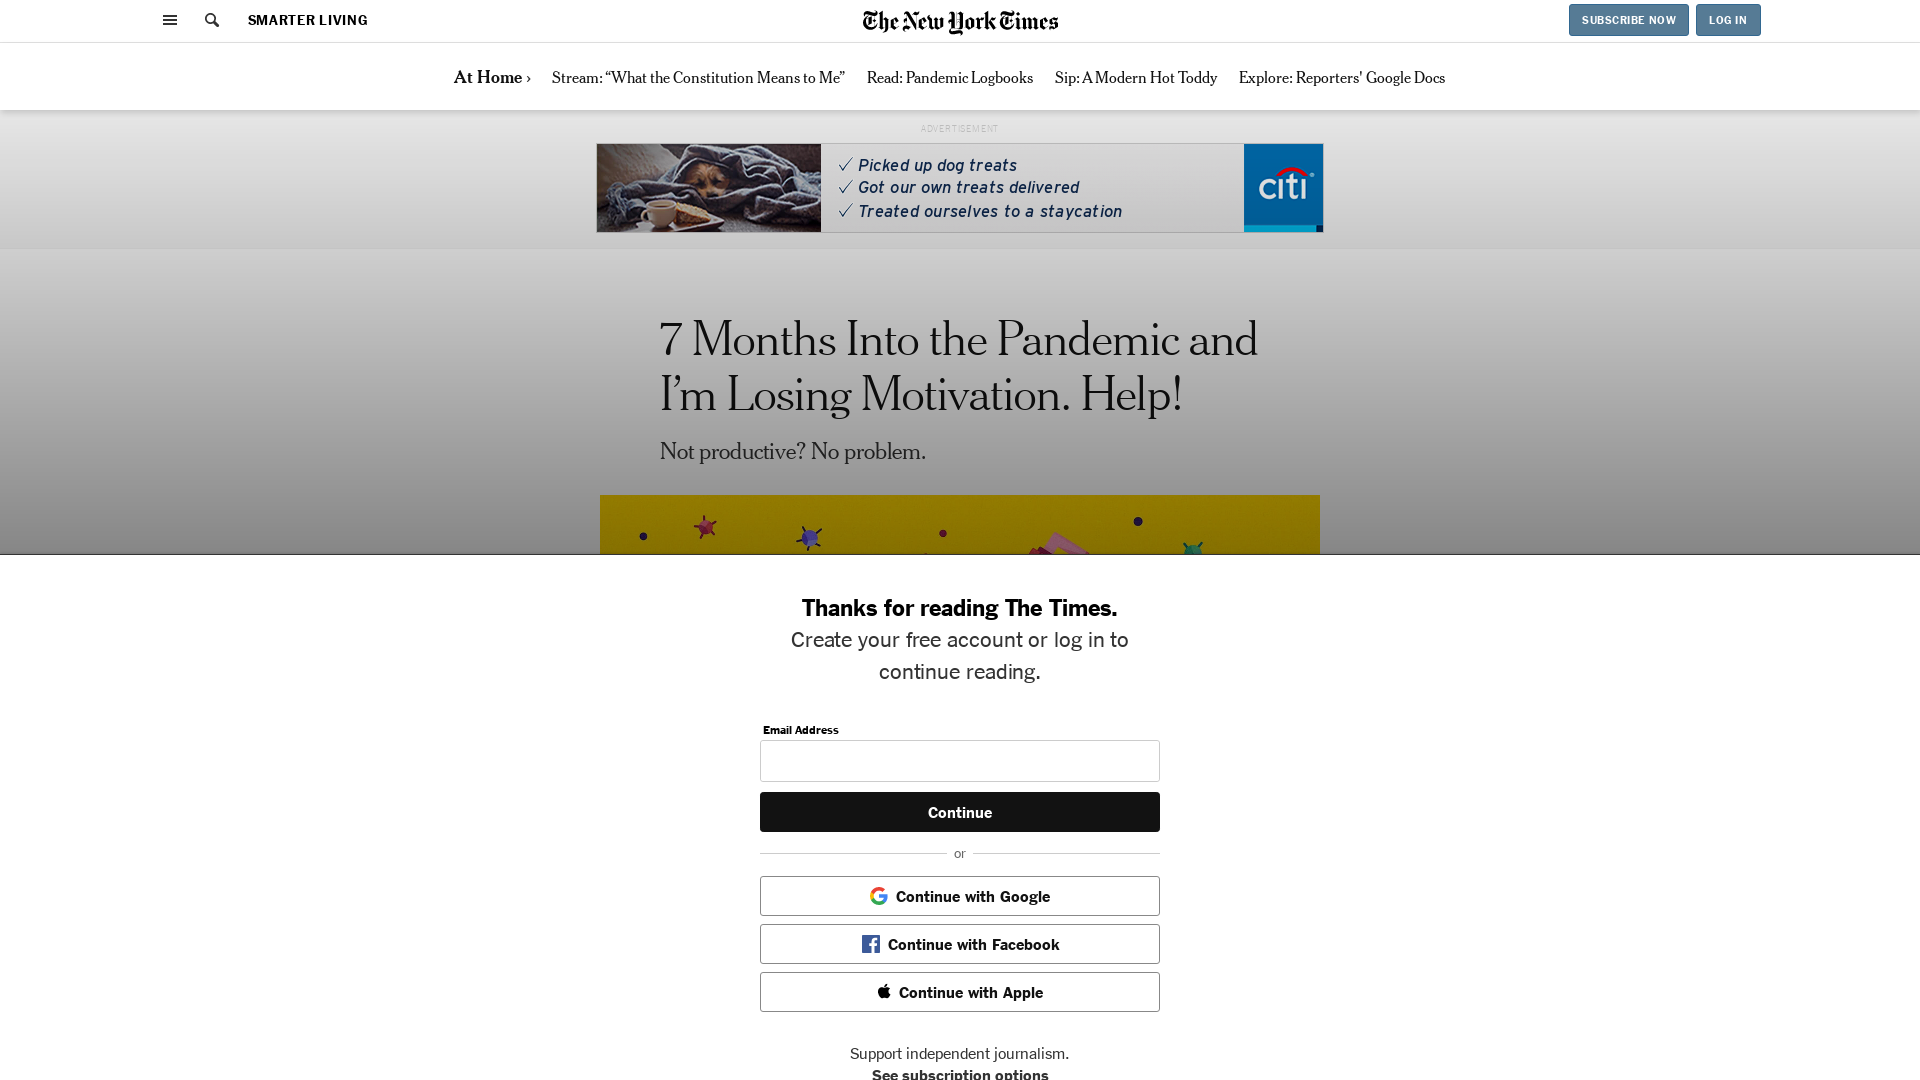 SMARTER LIVING
The New York Times
SUBSCRIBE NOW
LOG IN
At Home ›
Stream: “What the Constitution Means to Me”
Read: Pandemic Logbooks
Sip: A Modern Hot Toddy
Explore: Reporters' Google Docs
ADVERTISEMENT
✓ Picked up dog treats
✓ Got our own treats delivered
✓ Treated ourselves to a staycation
citi
7 Months Into the Pandemic and
I’m Losing Motivation. Help!
Not productive? No problem.
Thanks for reading The Times.
Create your free account or log in to
continue reading.
Email Address
Continue
or
Continue with Google
Continue with Facebook
Continue with Apple
Support independent journalism.
See subscription options